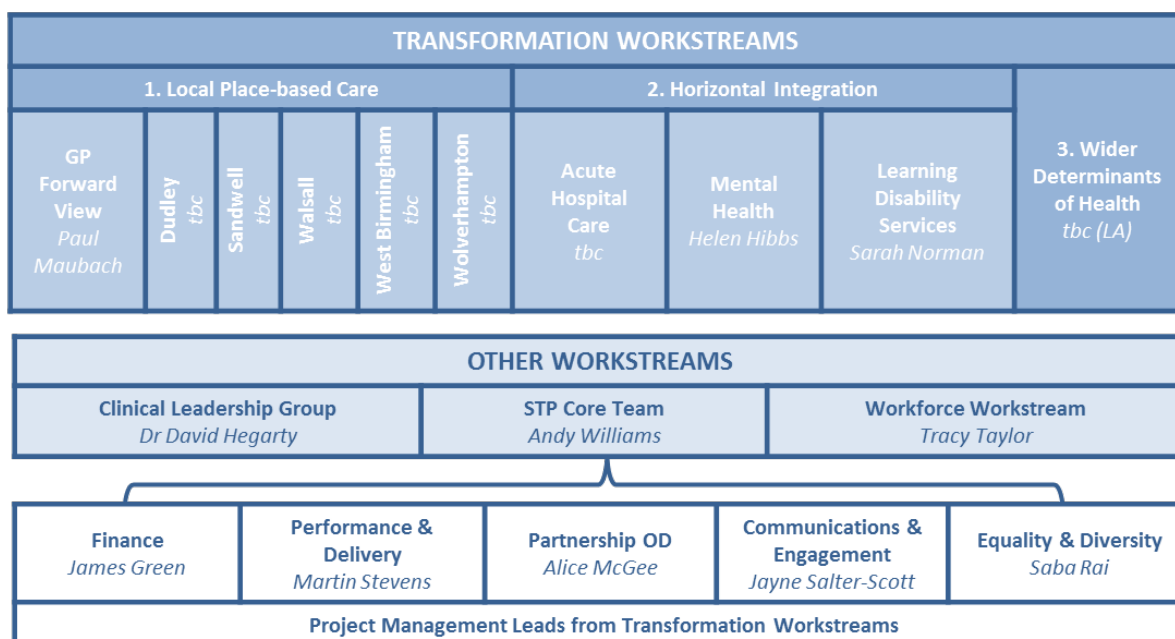 TRANSFORMATION WORKSTREAMS
1. Local Place-based Care
2. Horizontal Integration
3. Wider
Determinants
of Health
tbc (LA)
GP
Forward
View
Paul
Maubach
Dudley
tbc
Sandwell
tbc
Walsall
tbc
West Birmingham
tbc
Wolverhampton
tbc
Acute
Hospital
Care
tbc
Mental
Health
Helen Hibbs
Learning
Disability
Services
Sarah Norman
OTHER WORKSTREAMS
Clinical Leadership Group
Dr David Hegarty
STP Core Team
Andy Williams
Workforce Workstream
Tracy Taylor
Finance
James Green
Performance &
Delivery
Martin Stevens
Partnership OD
Alice McGee
Communications &
Engagement
Jayne Salter-Scott
Equality & Diversity
Saba Rai
Project Management Leads from Transformation Workstreams